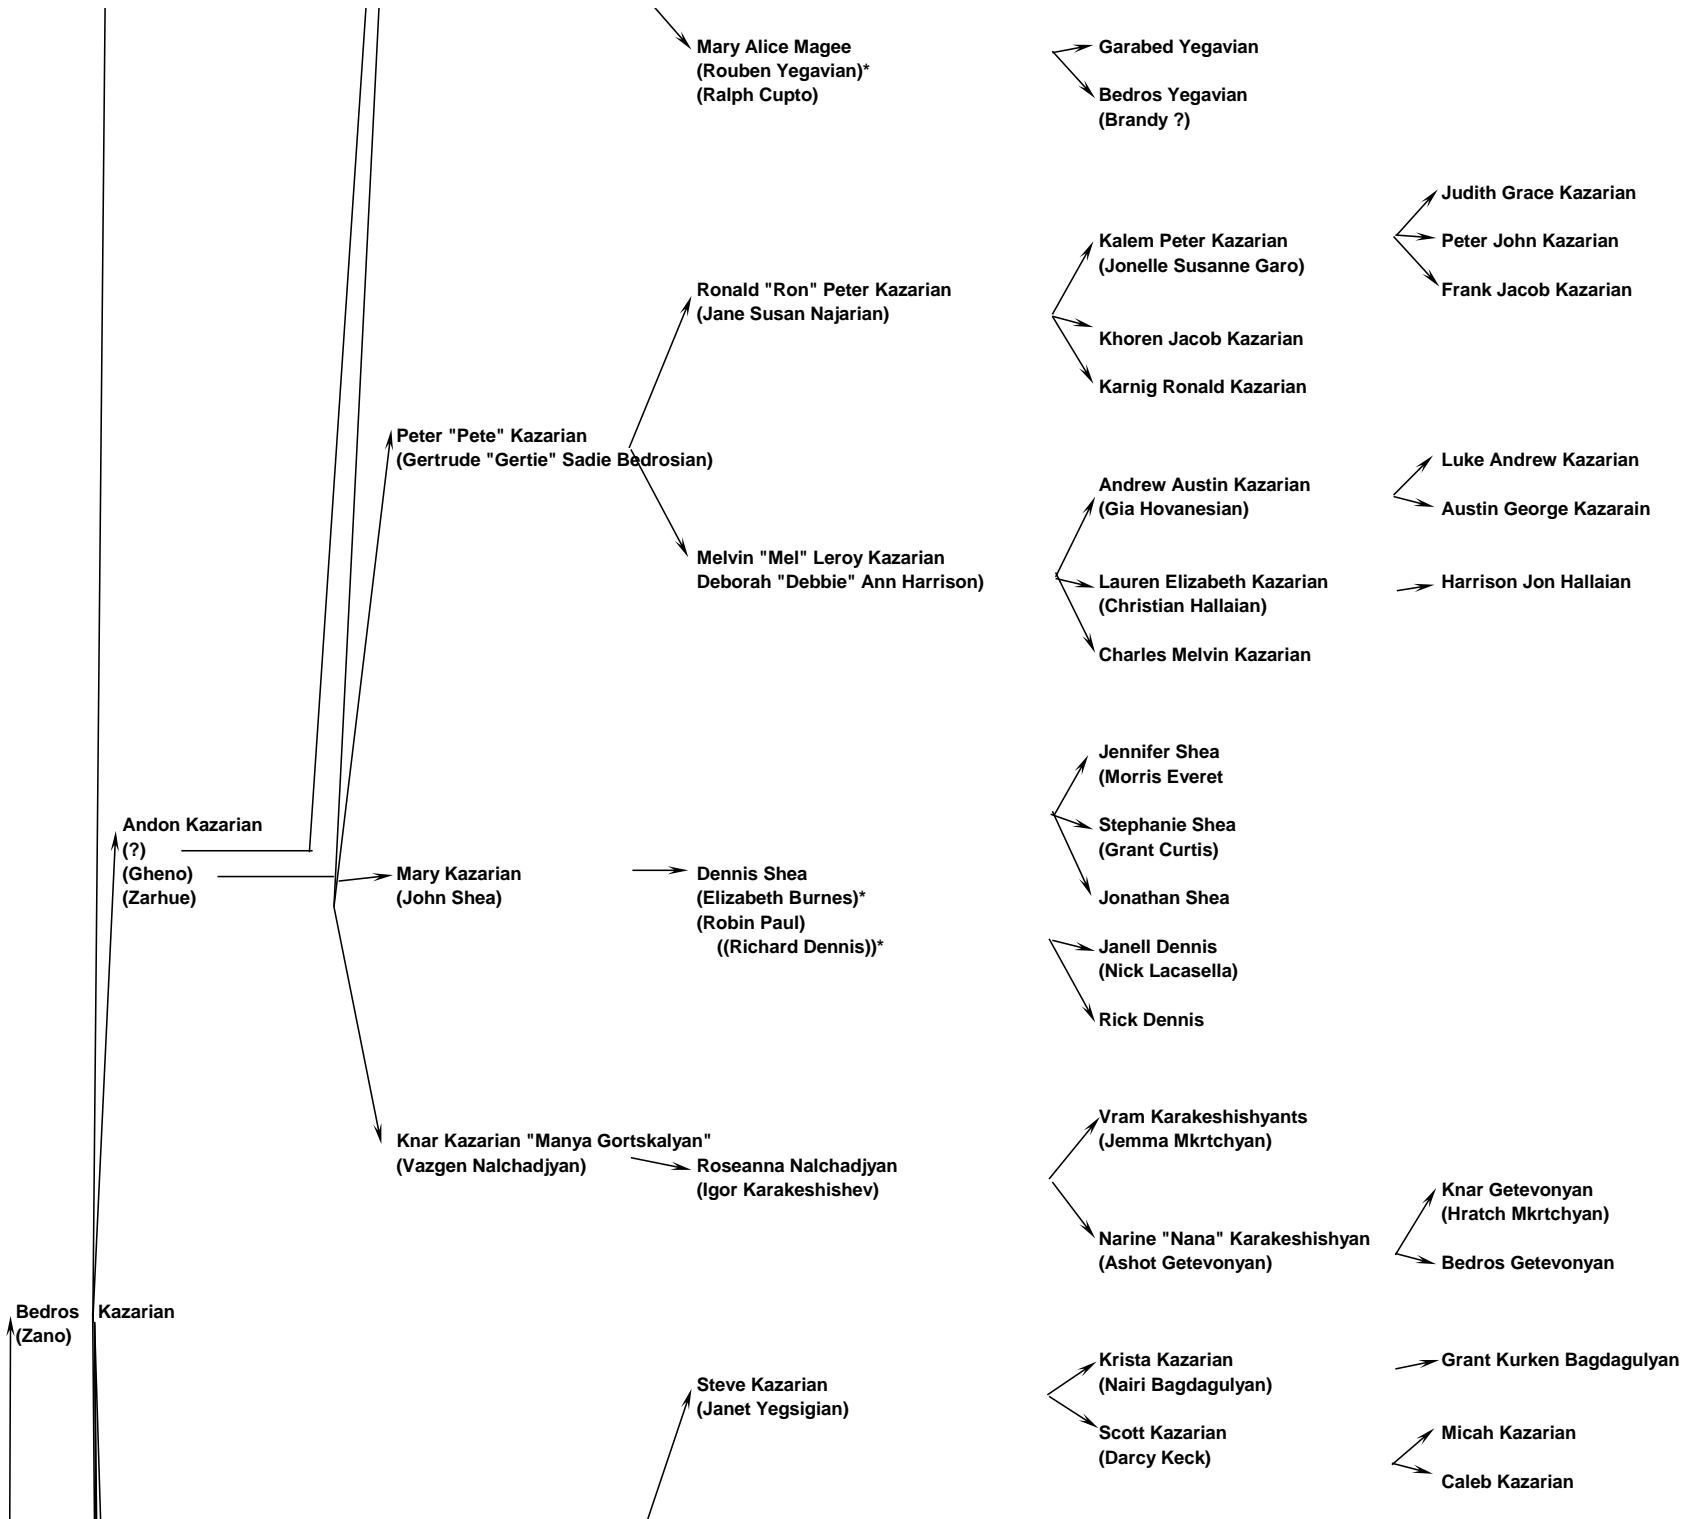 Mary Alice Magee
(Rouben Yegavian)*
(Ralph Cupto)
Garabed Yegavian
Bedros Yegavian
(Brandy ?)
Judith Grace Kazarian
Kalem Peter Kazarian
(Jonelle Susanne Garo)
Peter John Kazarian
Ronald "Ron" Peter Kazarian
(Jane Susan Najarian)
Frank Jacob Kazarian
Khoren Jacob Kazarian
Karnig Ronald Kazarian
Peter "Pete" Kazarian
(Gertrude "Gertie" Sadie Bedrosian)
Luke Andrew Kazarian
Andrew Austin Kazarian
(Gia Hovanesian)
Austin George Kazarain
Melvin "Mel" Leroy Kazarian
Deborah "Debbie" Ann Harrison)
Lauren Elizabeth Kazarian
(Christian Hallaian)
Harrison Jon Hallaian
Charles Melvin Kazarian
Jennifer Shea
(Morris Everet
Andon Kazarian
(?)
(Gheno)
(Zarhue)
Stephanie Shea
(Grant Curtis)
Mary Kazarian
(John Shea)
Dennis Shea
(Elizabeth Burnes)*
(Robin Paul)
((Richard Dennis))*
Jonathan Shea
Janell Dennis
(Nick Lacasella)
Rick Dennis
Vram Karakeshishyants
(Jemma Mkrtchyan)
Knar Kazarian "Manya Gortskalyan"
(Vazgen Nalchadjyan)
Roseanna Nalchadjyan
(Igor Karakeshishev)
Knar Getevonyan
(Hratch Mkrtchyan)
Narine "Nana" Karakeshishyan
(Ashot Getevonyan)
Bedros Getevonyan
Bedros Kazarian
(Zano)
Krista Kazarian
(Nairi Bagdagulyan)
Grant Kurken Bagdagulyan
Steve Kazarian
(Janet Yegsigian)
Scott Kazarian
(Darcy Keck)
Micah Kazarian
Caleb Kazarian